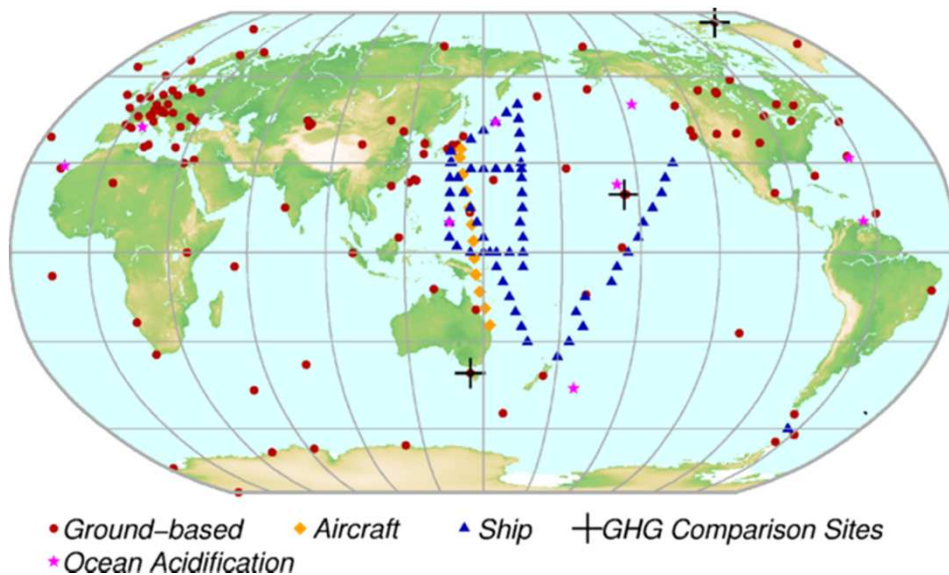 Ground−based Aircraft Ship GHG Comparison Sites
Ocean Acidification